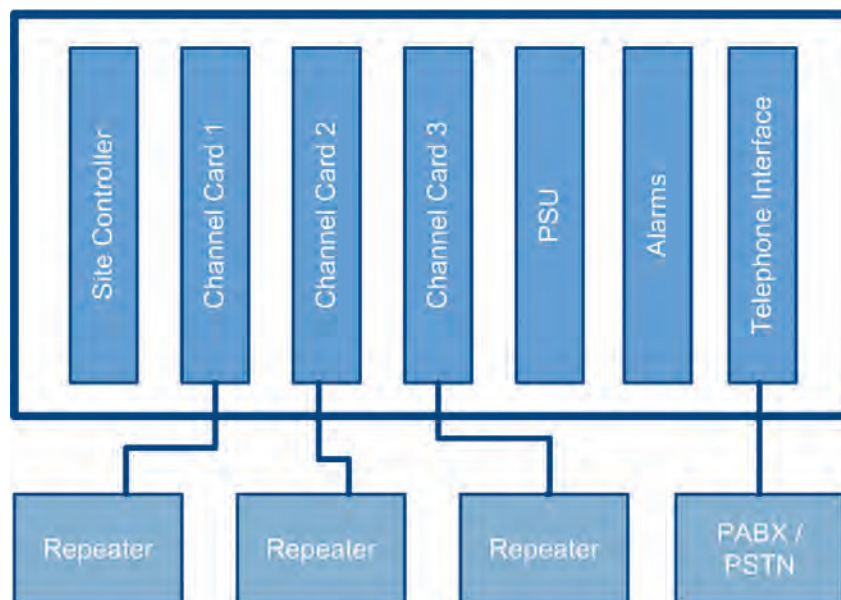 Site Controller
Channel Card 1
Channel Card 2
Channel Card 3
PSU
Alarms
Telephone Interface
Repeater
Repeater
Repeater
PABX /
PSTN